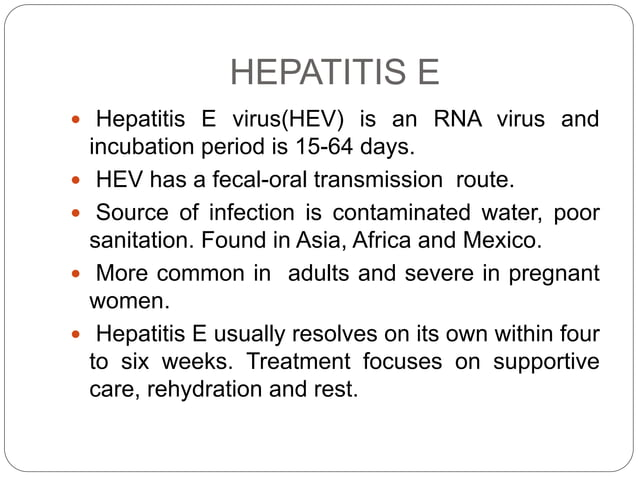 HEPATITIS E
• Hepatitis E virus(HEV) is an RNA virus and
incubation period is 15-64 days.
• HEV has a fecal-oral transmission route.
• Source of infection is contaminated water, poor
sanitation. Found in Asia, Africa and Mexico.
• More common in adults and severe in pregnant
women.
• Hepatitis E usually resolves on its own within four
to six weeks. Treatment focuses on supportive
care, rehydration and rest.